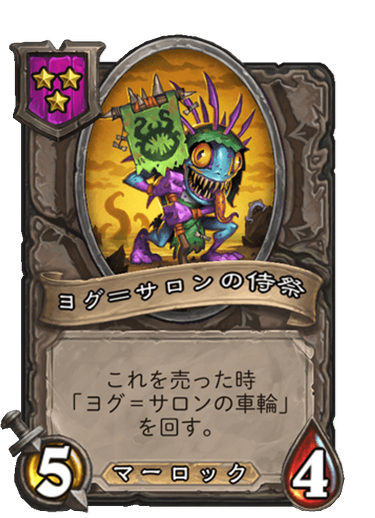 ヨグ=サロンの侍祭
これを売った時
「ヨグ=サロンの車輪」
を回す。
マーロック
5
4